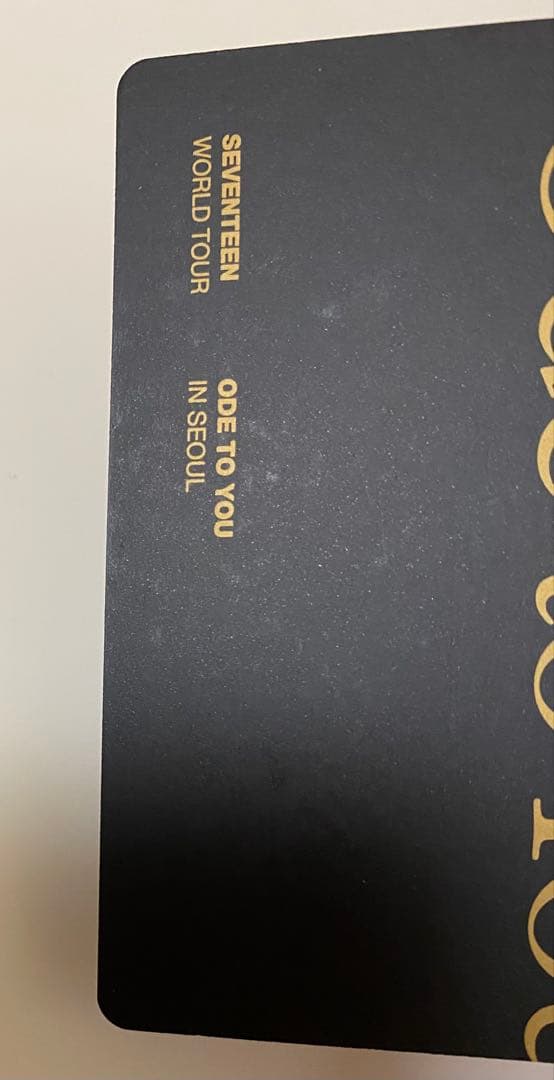 SEVENTEEN
WORLD TOUR
ODE TO YOU
IN SEOUL